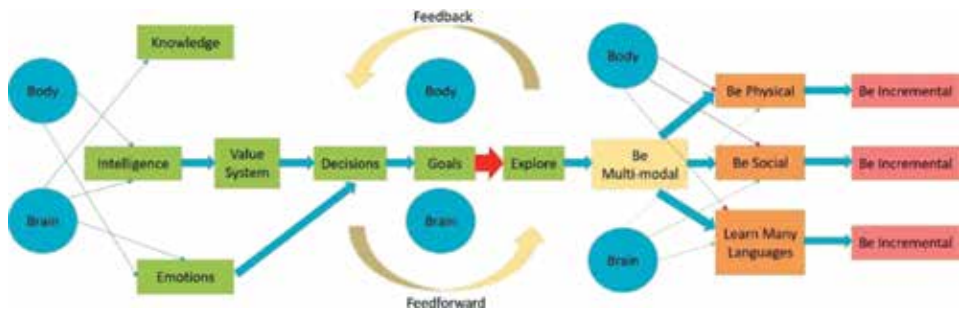 Feedback
Knowledge
Body
Body
Body
Be Physical
Be Incremental
Intelligence
Value
System
Decisions
Goals
Explore
Be
Multi-modal
Be Social
Be Incremental
Brain
Brain
Brain
Learn Many
Languages
Be Incremental
Emotions
Feedforward